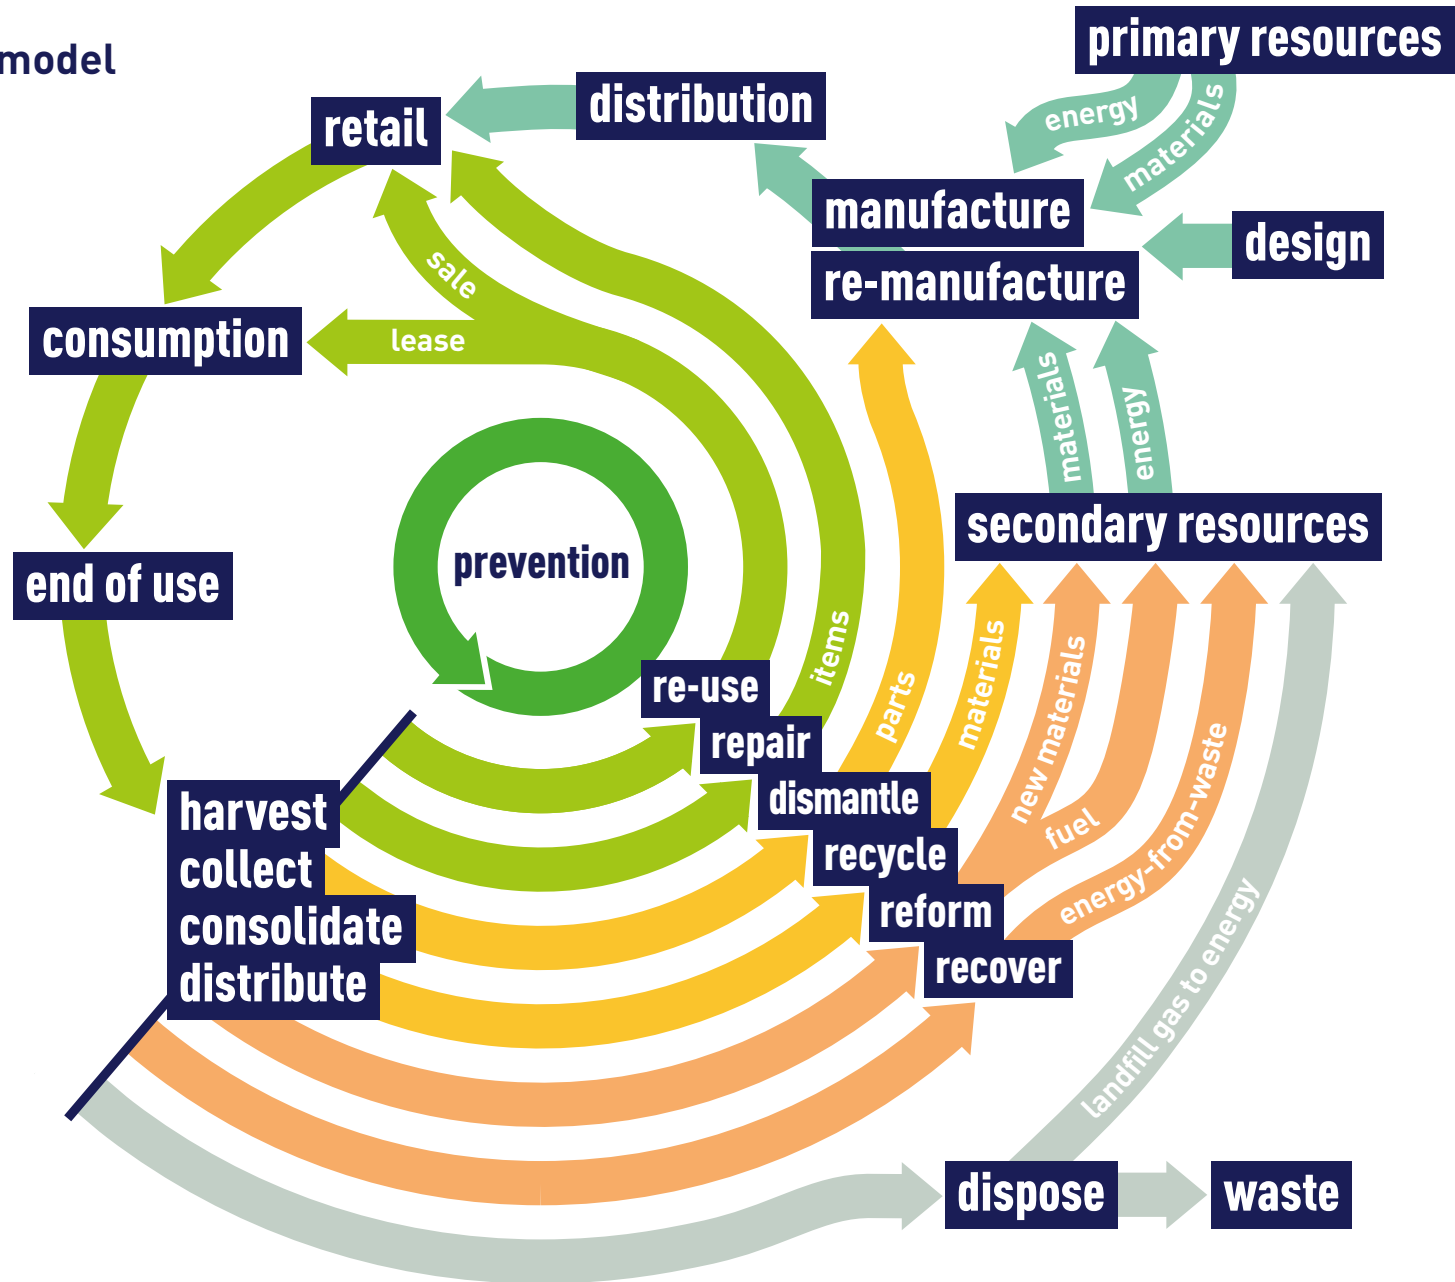 model
primary resources
energy
materials
distribution
retail
manufacture
re-manufacture
design
sale
lease
consumption
materials
energy
secondary resources
prevention
end of use
items
parts
materials
new materials
fuel
energy-from-waste
landfill gas to energy
re-use
repair
dismantle
recycle
reform
recover
harvest
collect
consolidate
distribute
dispose
waste